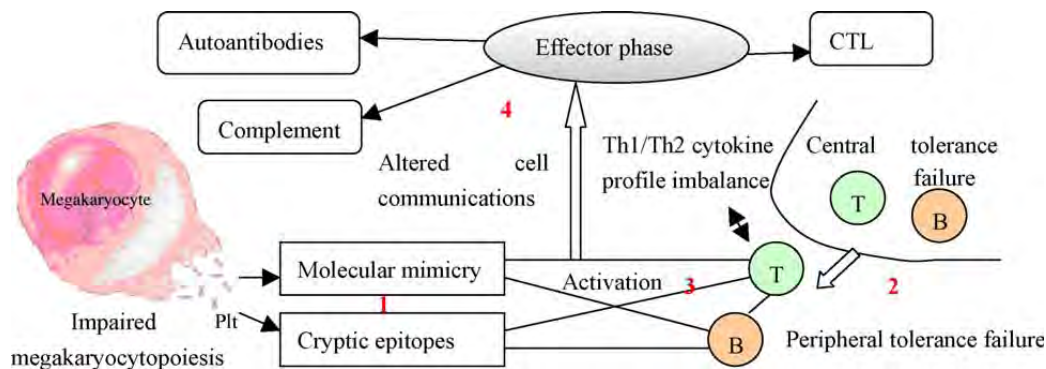 Autoantibodies
Effector phase
CTL
Complement
4
Altered cell
communications
Th1/Th2 cytokine
profile imbalance
Central tolerance
failure
T
B
Megakaryocyte
Molecular mimicry
Activation
3
T
2
1
Impaired
megakaryocytopoiesis
Plt
Cryptic epitopes
B
Peripheral tolerance failure